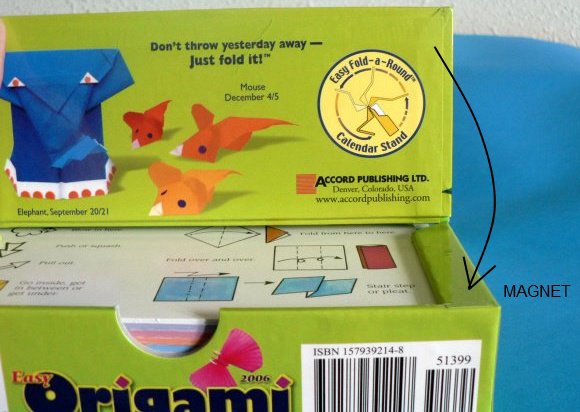 Don't throw yesterday away —
Just fold it!™
Mouse
December 4/5
Easy Fold-a-Round™
Calendar Stand
ACCORD PUBLISHING LTD.
Denver, Colorado, USA
www.accordpublishing.com
Elephant, September 20/21
Fold from here to here.
Push or squash.
Pull out.
Fold over and over.
Go inside, get
in between or
get under.
Stair step
or pleat.
MAGNET
ISBN 157939214-8
51399
Easy
Origami
2006